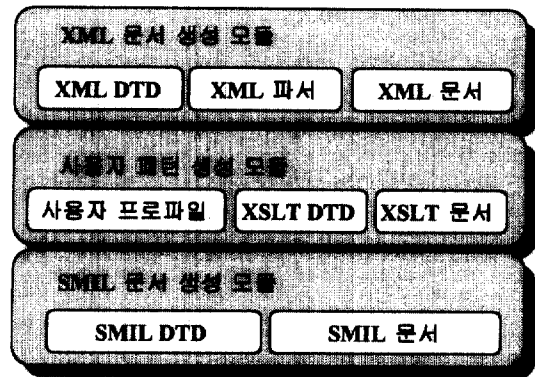 XML 문서 생성 모듈
XML DTD XML 파서 XML 문서
사용자 패턴 생성 모듈
사용자 프로파일 XSLT DTD XSLT 문서
SMIL 문서 생성 모듈
SMIL DTD SMIL 문서